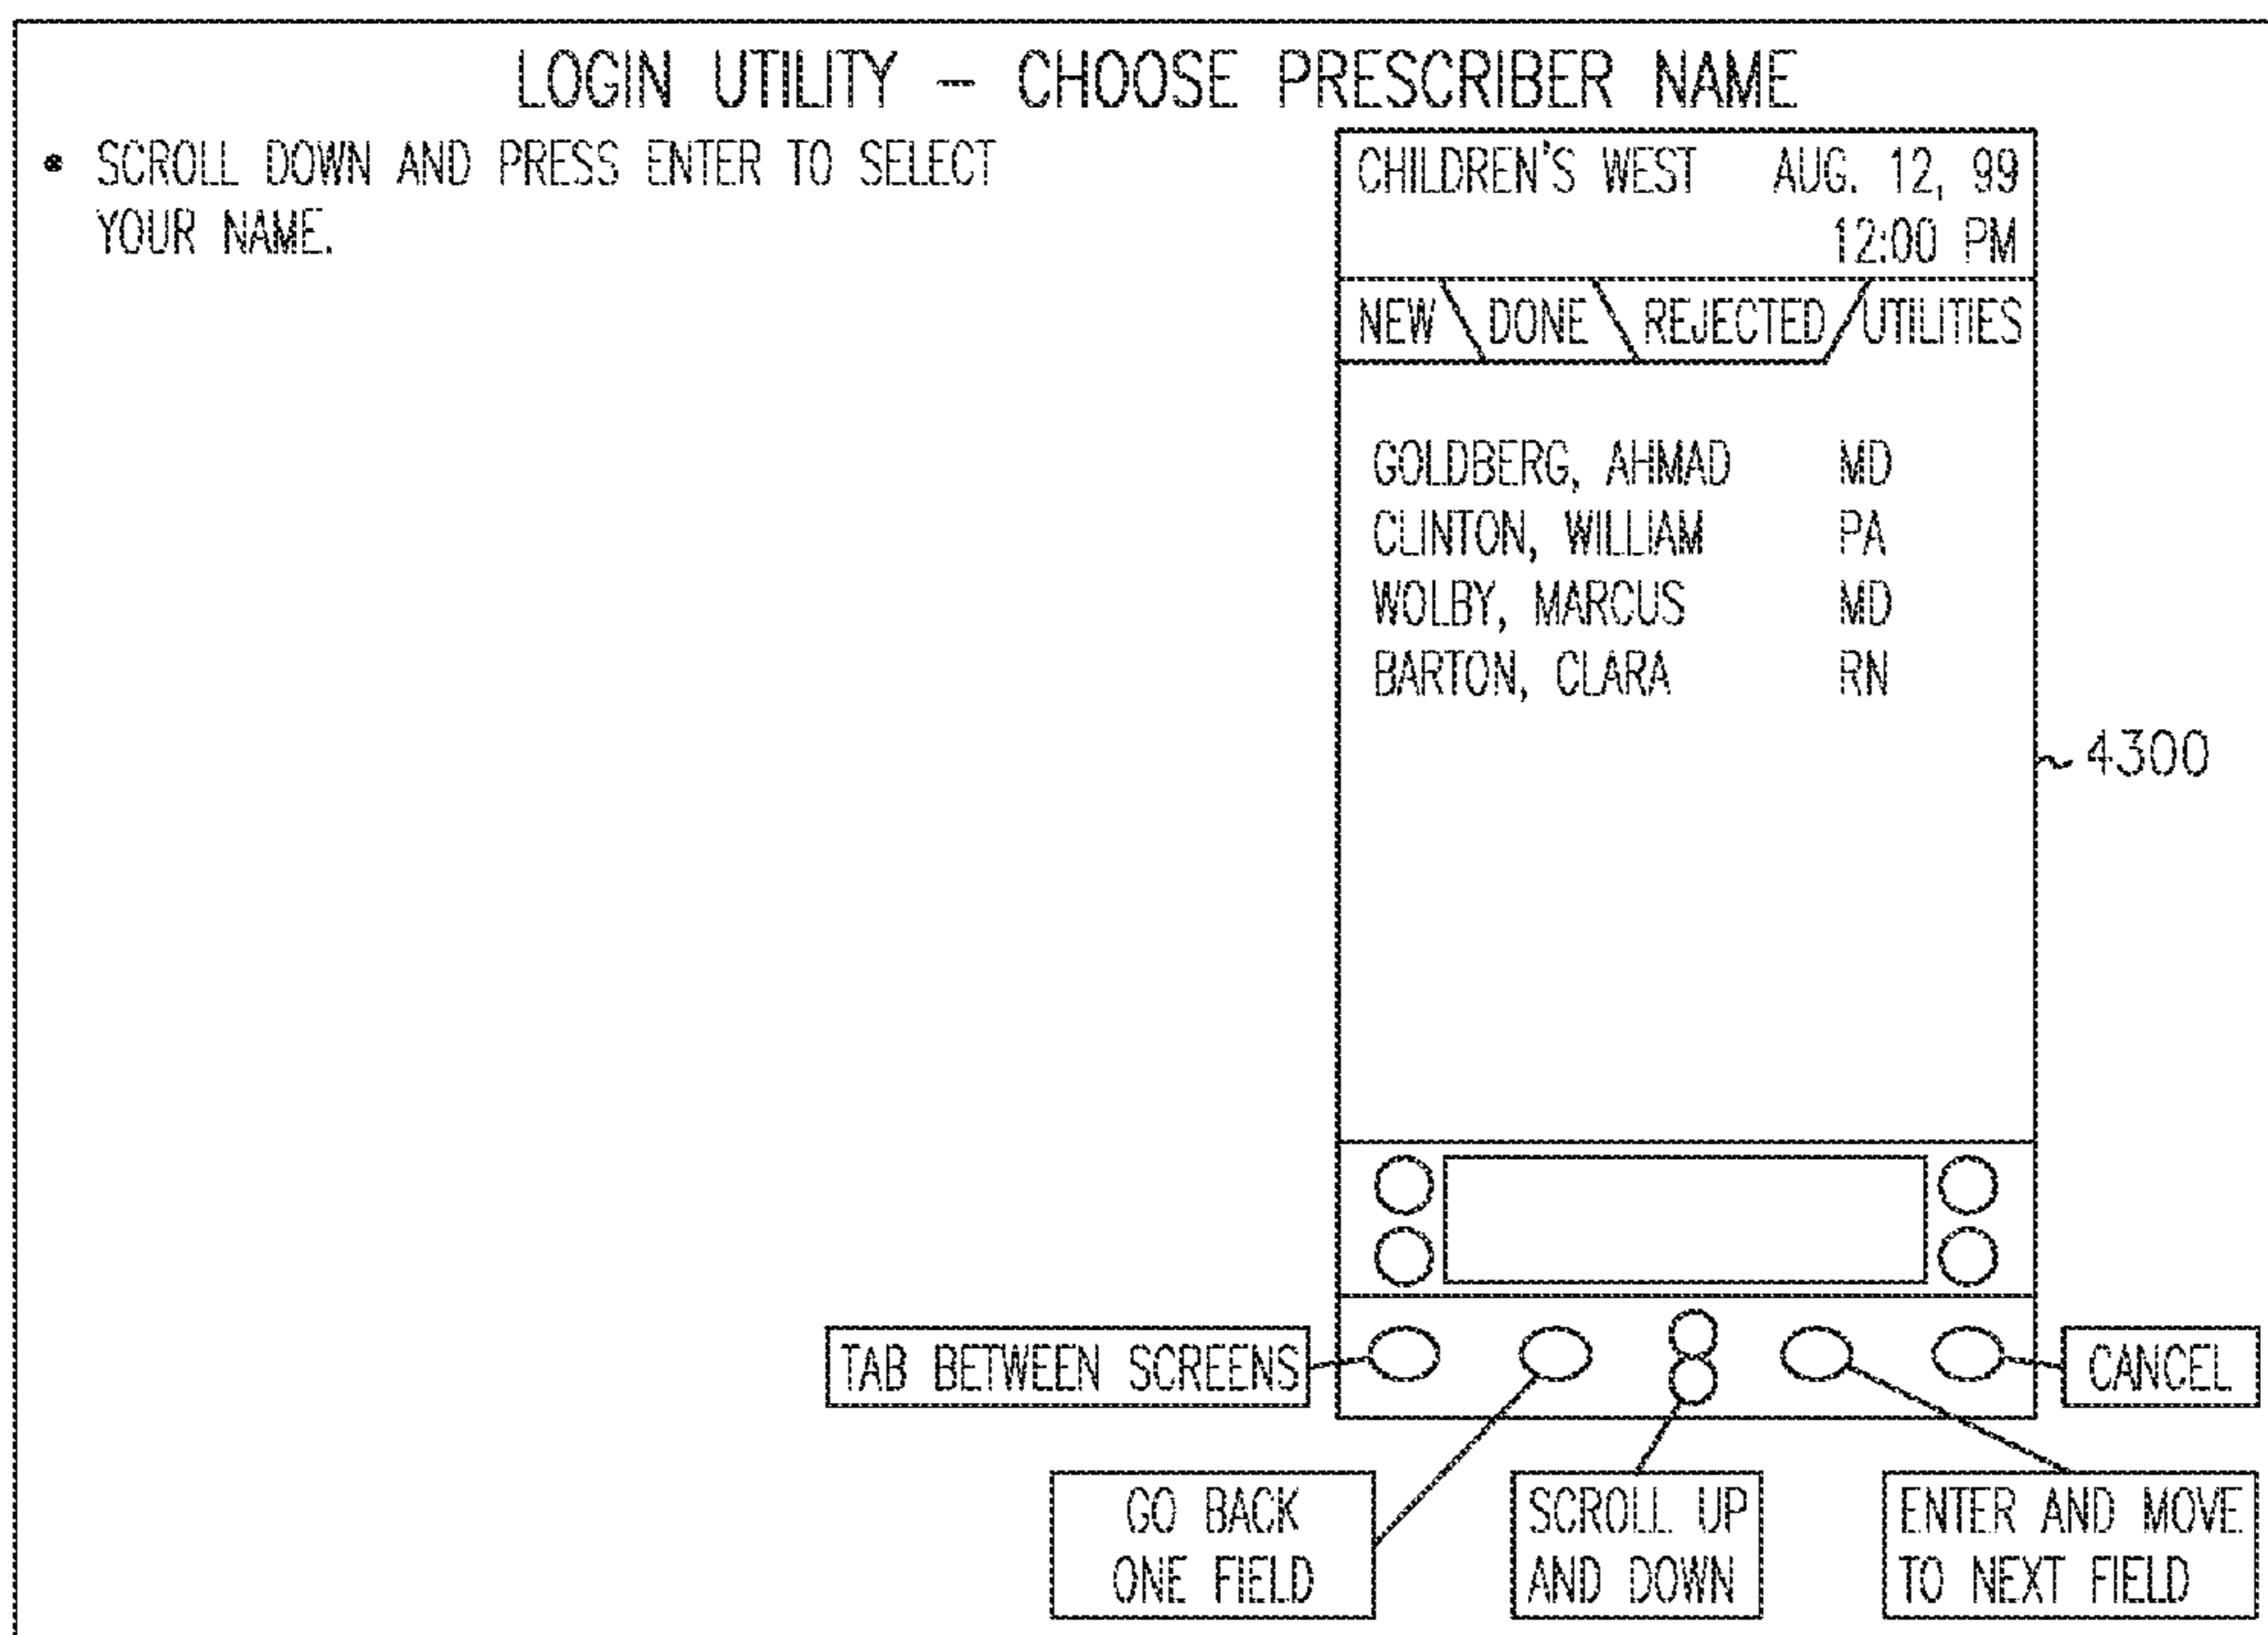 LOGIN UTILITY — CHOOSE PRESCRIBER NAME
• SCROLL DOWN AND PRESS ENTER TO SELECT
YOUR NAME.
CHILDREN'S WEST AUG. 12, 99
12:00 PM
NEW DONE REJECTED UTILITIES
GOLDBERG, AHMAD MD
CLINTON, WILLIAM PA
WOLBY, MARCUS MD
BARTON, CLARA RN
4300
TAB BETWEEN SCREENS
CANCEL
GO BACK
ONE FIELD
SCROLL UP
AND DOWN
ENTER AND MOVE
TO NEXT FIELD